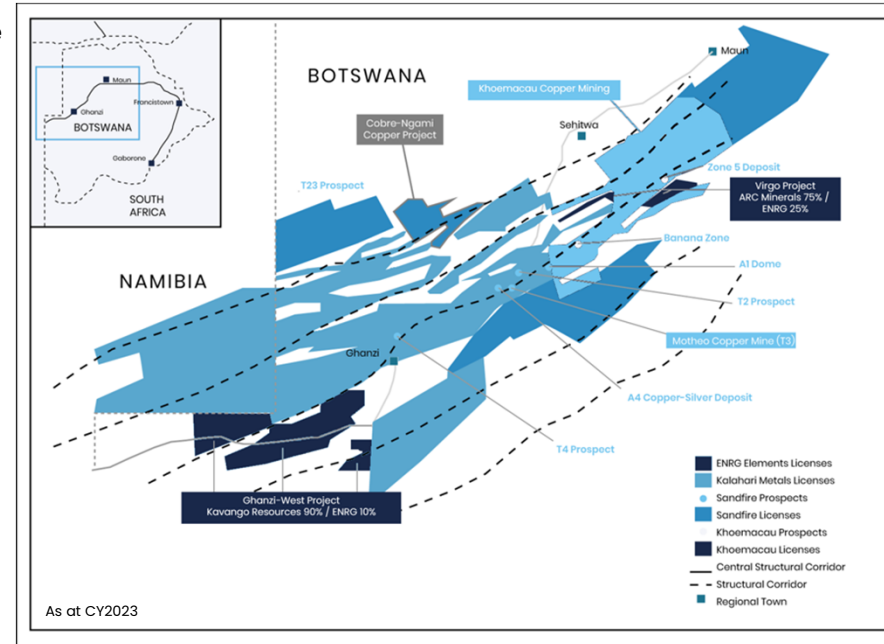 e
Maun
Ghanzi
Francistown
BOTSWANA
Gaborone
SOUTH
AFRICA
BOTSWANA
Maun
Khoemacau Copper Mining
Cobre-Ngami
Copper Project
Sehitwa
T23 Prospect
Zone 5 Deposit
Virgo Project
ARC Minerals 75% /
ENRG 25%
Banana Zone
NAMIBIA
A1 Dome
T2 Prospect
Motheo Copper Mine (T3)
Ghanzi
A4 Copper-Silver Deposit
T4 Prospect
Ghanzi-West Project
Kavango Resources 90% / ENRG 10%
ENRG Elements Licenses
Kalahari Metals Licenses
Sandfire Prospects
Sandfire Licenses
Khoemacau Prospects
Khoemacau Licenses
Central Structural Corridor
Structural Corridor
Regional Town
As at CY2023